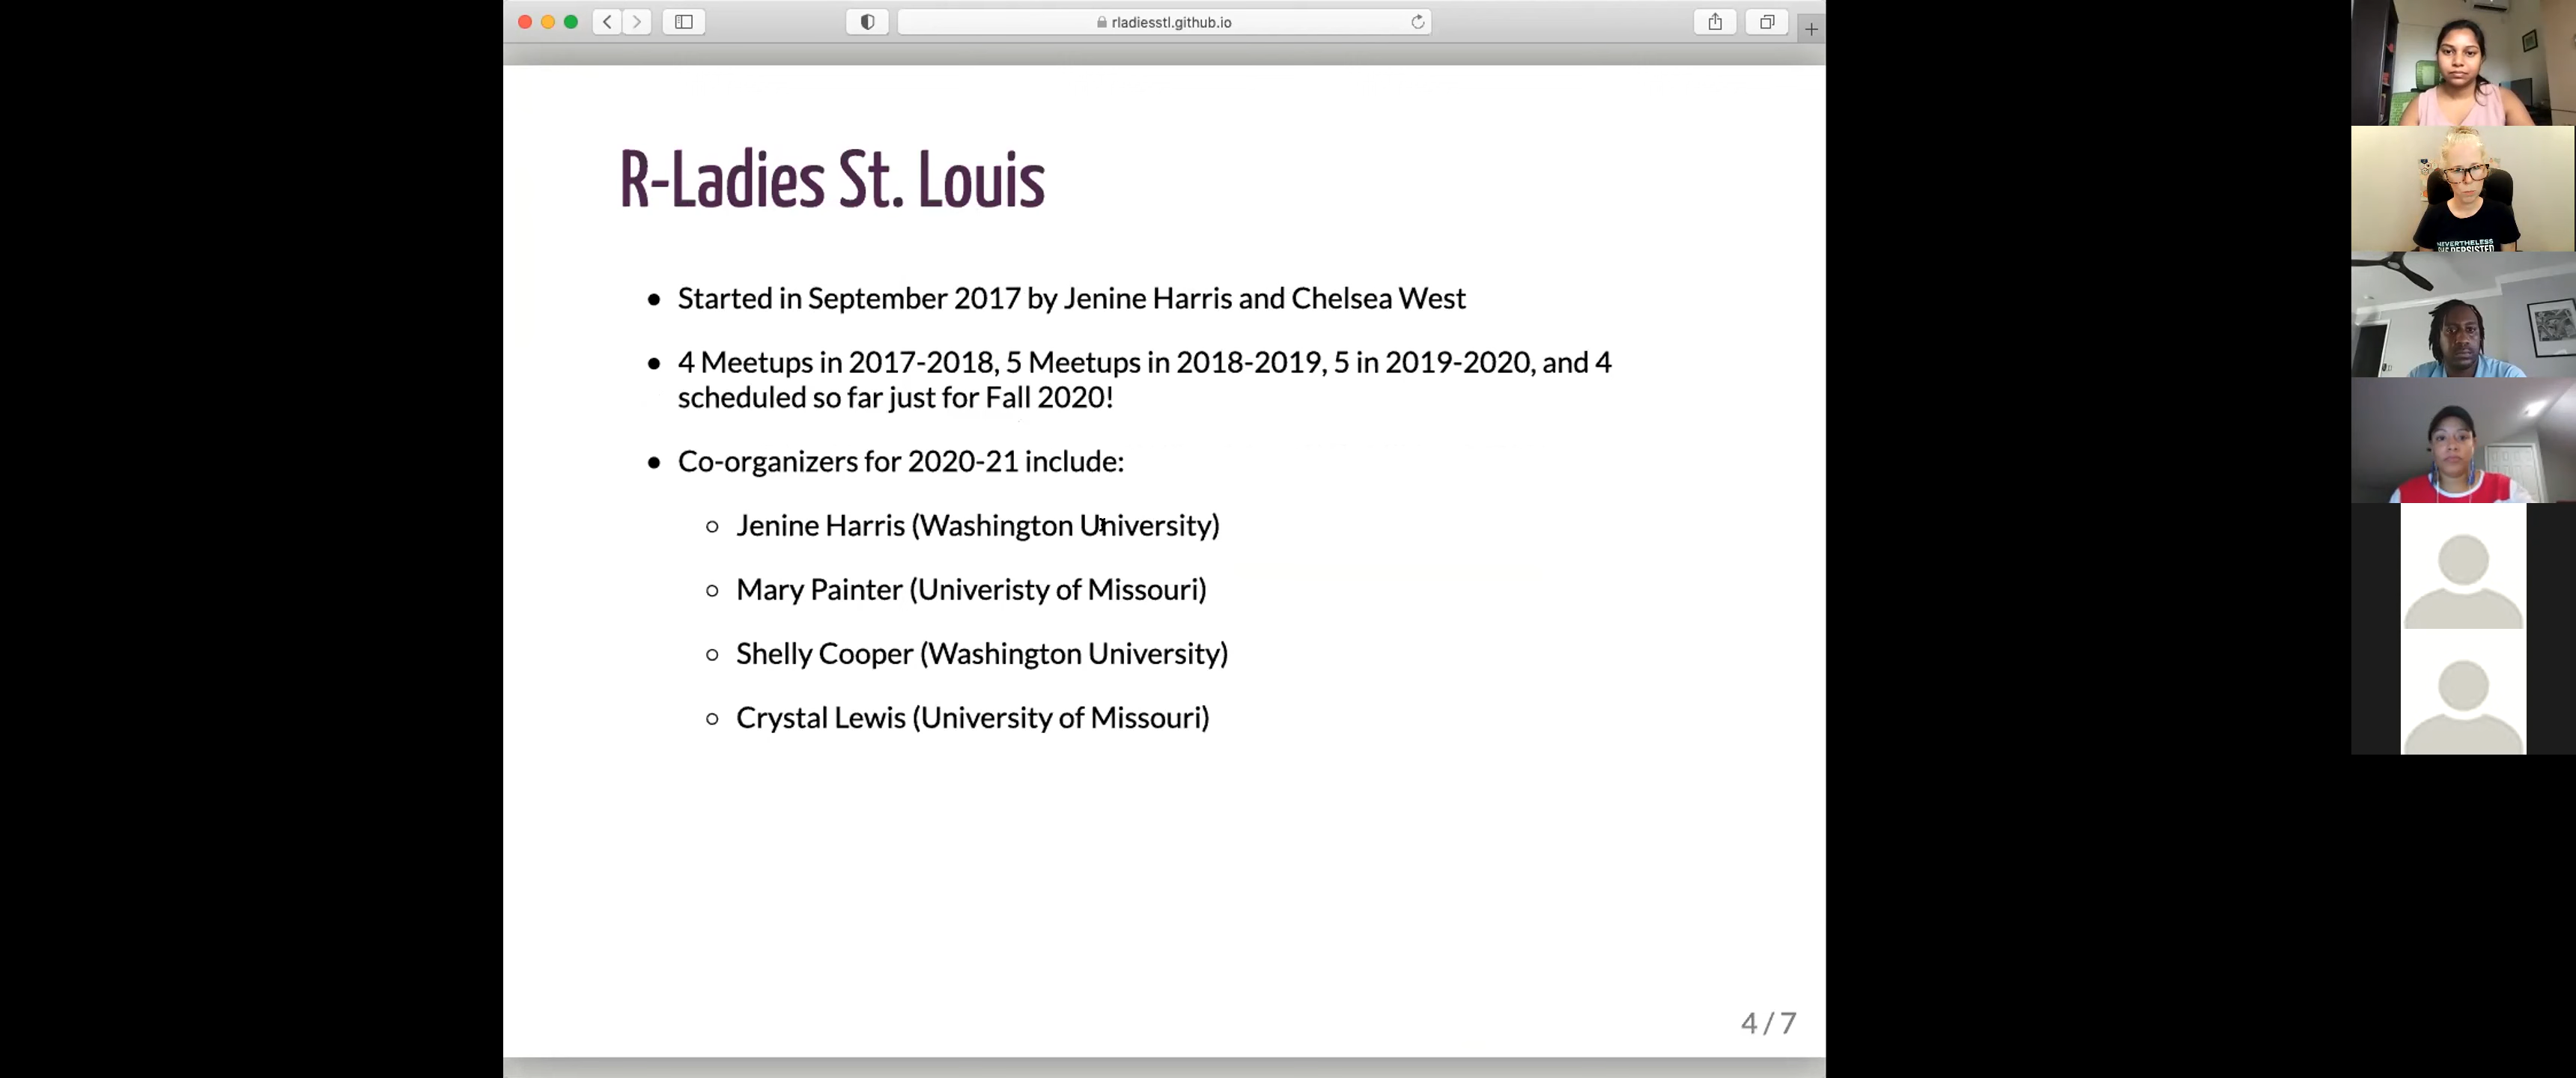 rladiesstl.github.io
R-Ladies St. Louis
Started in September 2017 by Jenine Harris and Chelsea West
4 Meetups in 2017-2018, 5 Meetups in 2018-2019, 5 in 2019-2020, and 4
scheduled so far just for Fall 2020!
Co-organizers for 2020-21 include:
Jenine Harris (Washington University)
Mary Painter (Univeristy of Missouri)
Shelly Cooper (Washington University)
Crystal Lewis (University of Missouri)
4 / 7
NEVERTHELESS
SHE PERSISTED